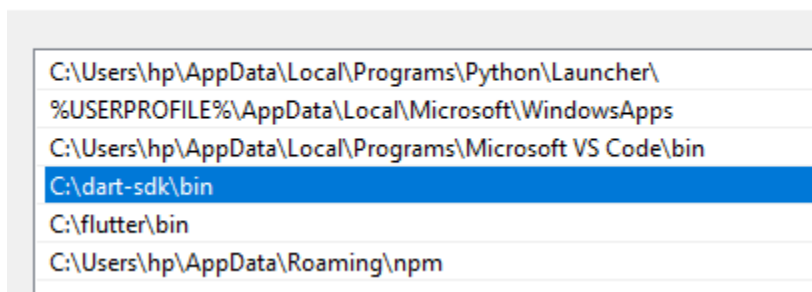 C:\Users\hp\AppData\Local\Programs\Python\Launcher\
%USERPROFILE%\AppData\Local\Microsoft\WindowsApps
C:\Users\hp\AppData\Local\Programs\Microsoft VS Code\bin
C:\dart-sdk\bin
C:\flutter\bin
C:\Users\hp\AppData\Roaming\npm